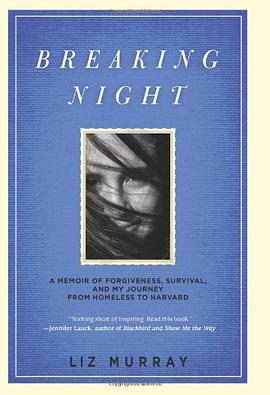 BREAKING
NIGHT
A MEMOIR OF FORGIVENESS, SURVIVAL,
AND MY JOURNEY
FROM HOMELESS TO HARVARD
"Nothing short of inspiring. Read this book."
—Jennifer Lauck, author of Blackbird and Show Me the Way
LIZ MURRAY